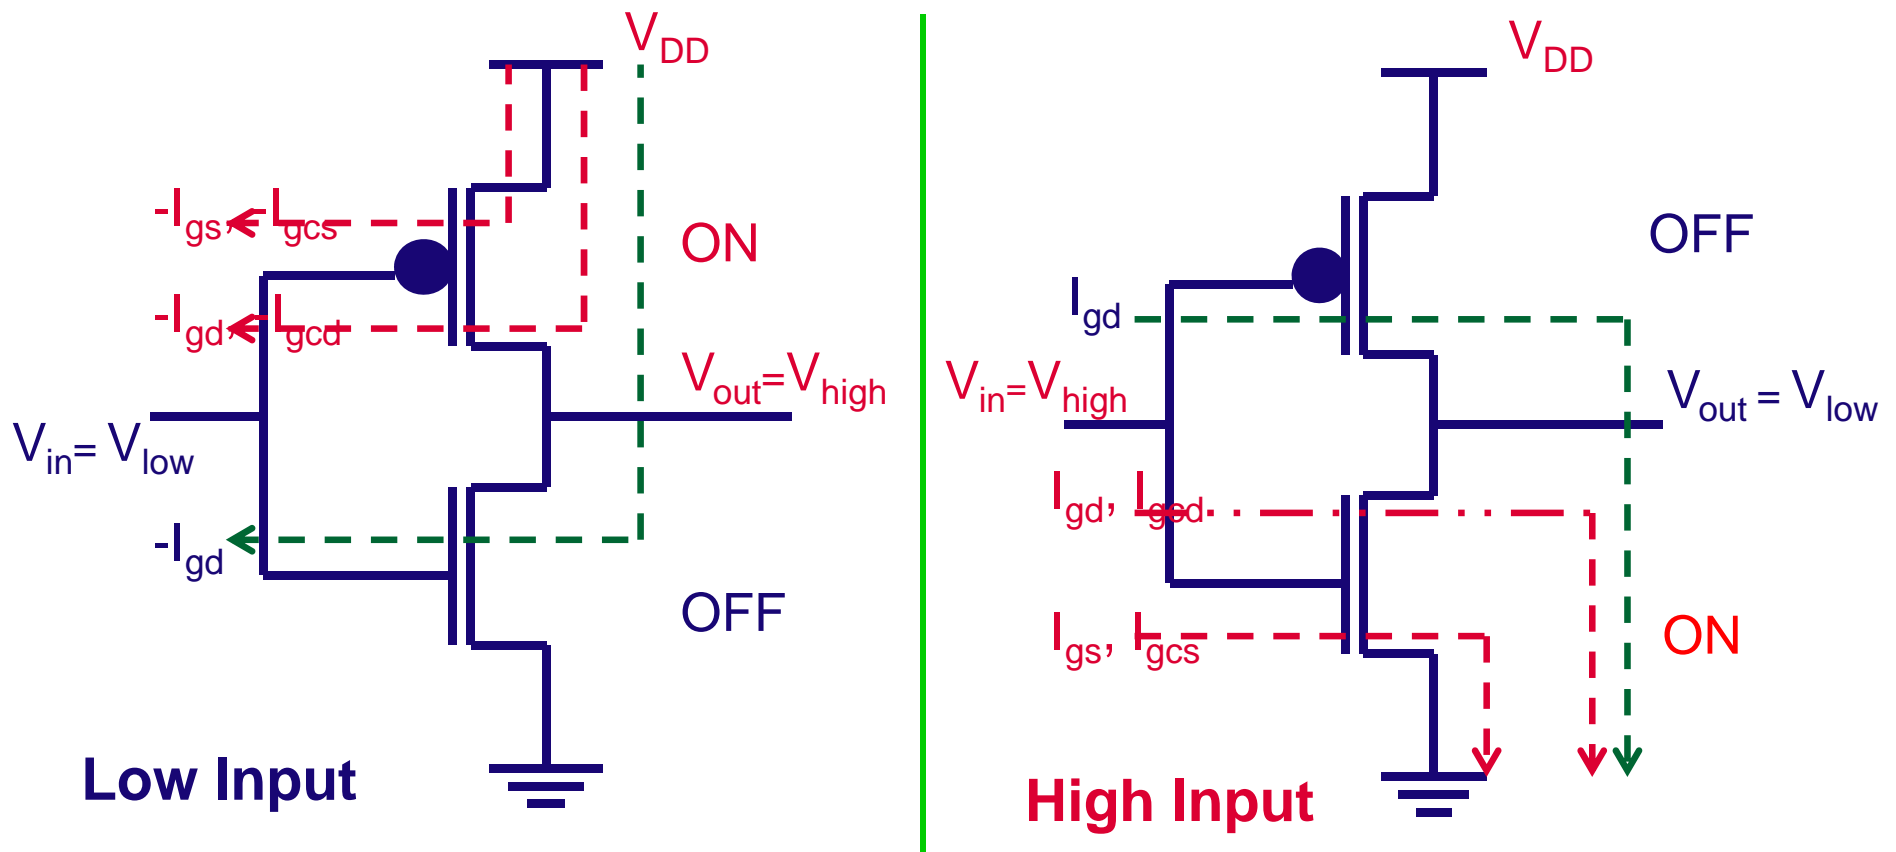 VDD
-Igs, -Igcs
ON
-Igd, -Igcd
Vout=Vhigh
Vin= Vlow
-Igd
OFF
Low Input
VDD
OFF
Igd
Vin=Vhigh
Vout = Vlow
Igd, Igcd
Igs, Igcs
ON
High Input